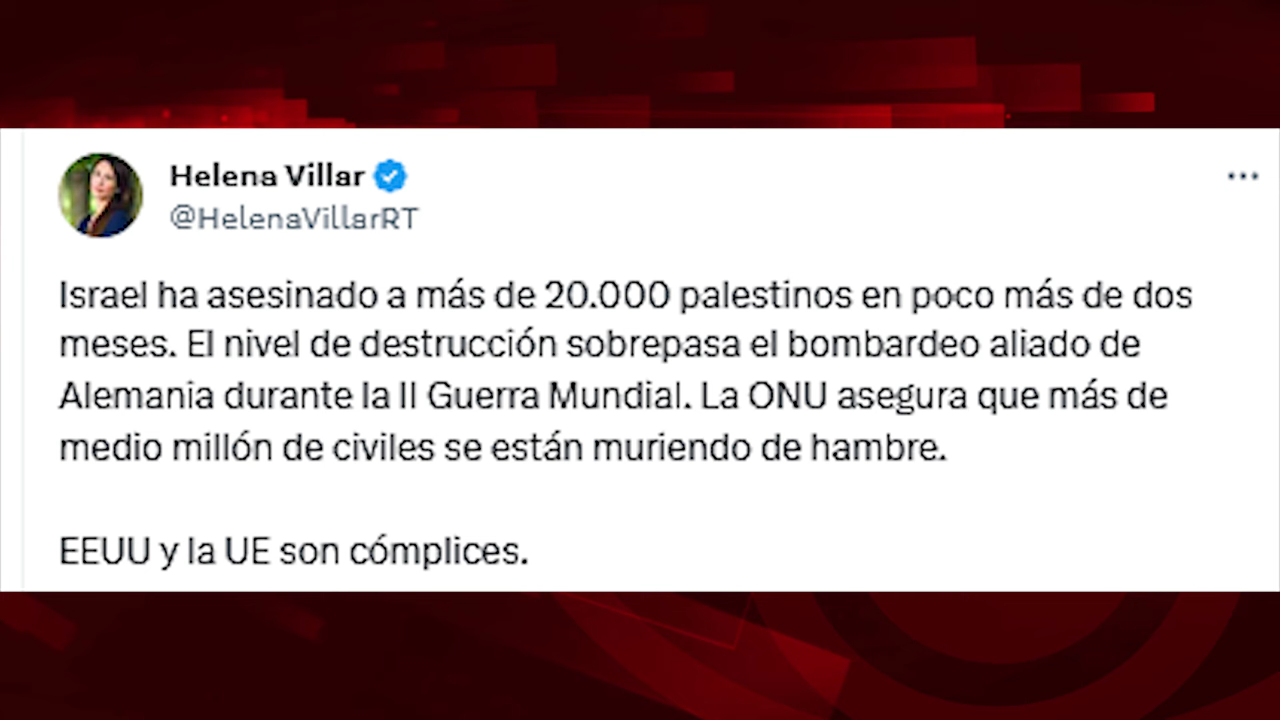 Helena Villar
@HelenaVillarRT
Israel ha asesinado a más de 20.000 palestinos en poco más de dos
meses. El nivel de destrucción sobrepasa el bombardeo aliado de
Alemania durante la II Guerra Mundial. La ONU asegura que más de
medio millón de civiles se están muriendo de hambre.
EEUU y la UE son cómplices.